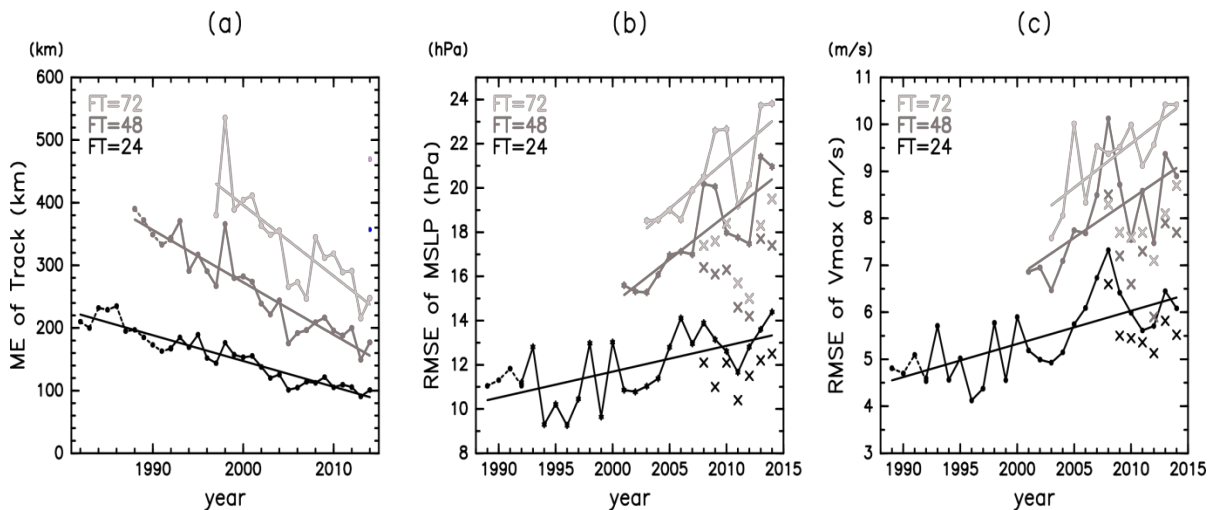 (a)
(km)
600
500
400
300
200
100
0
ME of Track (km)
FT=72
FT=48
FT=24
1990
2000
2010
year
(b)
(hPa)
24
22
20
18
16
14
12
10
8
RMSE of MSLP (hPa)
FT=72
FT=48
FT=24
1990
1995
2000
2005
2010
2015
year
(c)
(m/s)
11
10
9
8
7
6
5
4
3
RMSE of Vmax (m/s)
FT=72
FT=48
FT=24
1990
1995
2000
2005
2010
2015
year